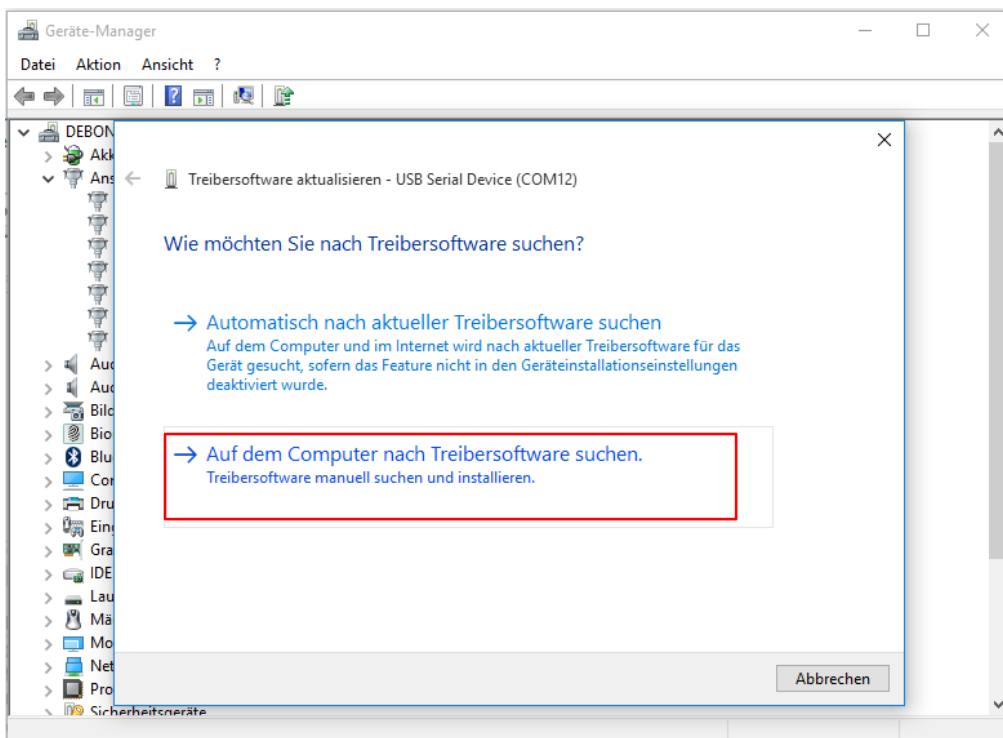 Geräte-Manager
Datei Aktion Ansicht ?
DEBON
Akk
Ans
Treibersoftware aktualisieren - USB Serial Device (COM12)
Wie möchten Sie nach Treibersoftware suchen?
Automatisch nach aktueller Treibersoftware suchen
Auf dem Computer und im Internet wird nach aktueller Treibersoftware für das
Gerät gesucht, sofern das Feature nicht in den Geräteinstallationseinstellungen
deaktiviert wurde.
Auf dem Computer nach Treibersoftware suchen.
Treibersoftware manuell suchen und installieren.
Aud
Aud
Bild
Bio
Blu
Con
Dru
Eing
Gra
IDE
Lau
Mä
Mo
Net
Pro
Sicherheitsgeräte
Abbrechen